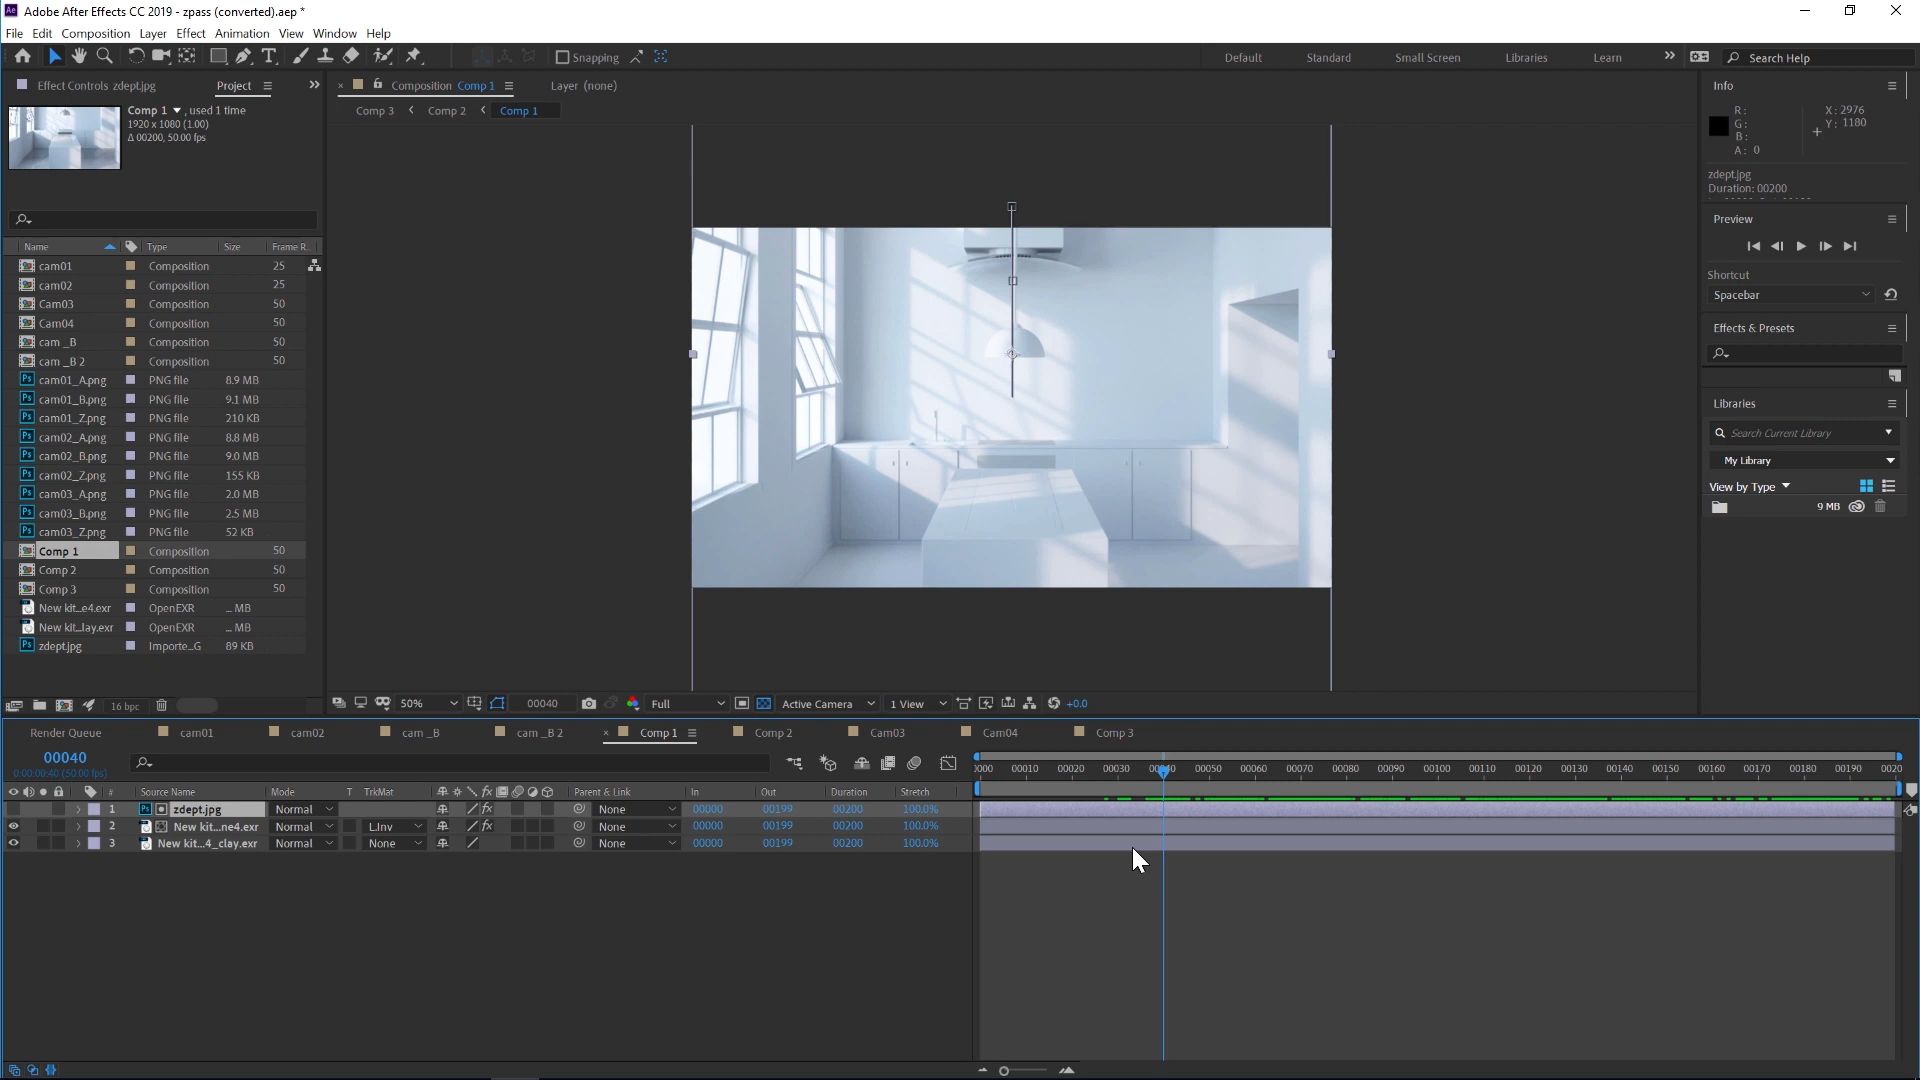 Adobe After Effects CC 2019 - zpass (converted).aep *
File Edit Composition Layer Effect Animation View Window Help
Snapping
Default Standard Small Screen Libraries Learn
Search Help
Effect Controls zdept.jpg
Project
Composition Comp 1
Layer (none)
Comp 1 , used 1 time
1920 x 1080 (1.00)
Δ 00200, 50.00 fps
Comp 3 Comp 2 Comp 1
Name Type Size Frame R...
cam01 Composition 25
cam02 Composition 25
Cam03 Composition 50
Cam04 Composition 50
cam _B Composition 50
cam _B 2 Composition 50
cam01_A.png PNG file 8.9 MB
cam01_B.png PNG file 9.1 MB
cam01_Z.png PNG file 210 KB
cam02_A.png PNG file 8.8 MB
cam02_B.png PNG file 9.0 MB
cam02_Z.png PNG file 155 KB
cam03_A.png PNG file 2.0 MB
cam03_B.png PNG file 2.5 MB
cam03_Z.png PNG file 52 KB
Comp 1 Composition 50
Comp 2 Composition 50
Comp 3 Composition 50
New kit...e4.exr OpenEXR ... MB
New kit...lay.exr OpenEXR ... MB
zdept.jpg Importe...G 89 KB
16 bpc
50% 00040 Full Active Camera 1 View +0.0
Info
R: X: 2976
G: Y: 1180
B:
A: 0
zdept.jpg
Duration: 00200
Preview
Shortcut
Spacebar
Effects & Presets
Libraries
Search Current Library
My Library
View by Type
9 MB
Render Queue cam01 cam02 cam _B cam _B 2 Comp 1 Comp 2 Cam03 Cam04 Comp 3
00040
0:00:00:40 (50.00 fps)
0000 00010 00020 00030 00040 00050 00060 00070 00080 00090 00100 00110 00120 00130 00140 00150 00160 00170 00180 00190 0020
# Source Name Mode T TrkMat Parent & Link In Out Duration Stretch
1 zdept.jpg Normal None 00000 00199 00200 100.0%
2 New kit...ne4.exr Normal L.Inv None 00000 00199 00200 100.0%
3 New kit...4_clay.exr Normal None None 00000 00199 00200 100.0%